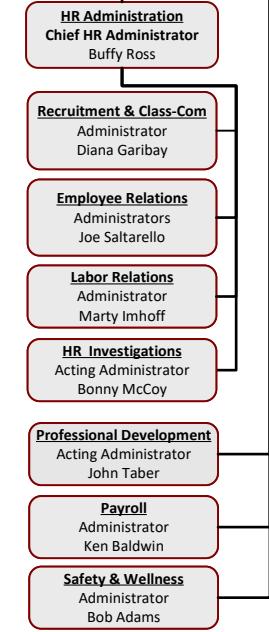 HR Administration
Chief HR Administrator
Buffy Ross
Recruitment & Class-Com
Administrator
Diana Garibay
Employee Relations
Administrators
Joe Saltarello
Labor Relations
Administrator
Marty Imhoff
HR Investigations
Acting Administrator
Bonny McCoy
Professional Development
Acting Administrator
John Taber
Payroll
Administrator
Ken Baldwin
Safety & Wellness
Administrator
Bob Adams